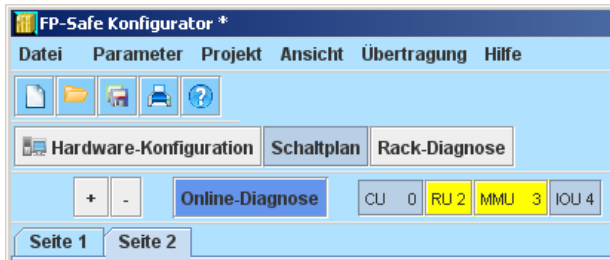 FP-Safe Konfigurator *
Datei Parameter Projekt Ansicht Übertragung Hilfe
Hardware-Konfiguration Schaltplan Rack-Diagnose
+ - Online-Diagnose CU 0 RU 2 MMU 3 IOU 4
Seite 1 Seite 2